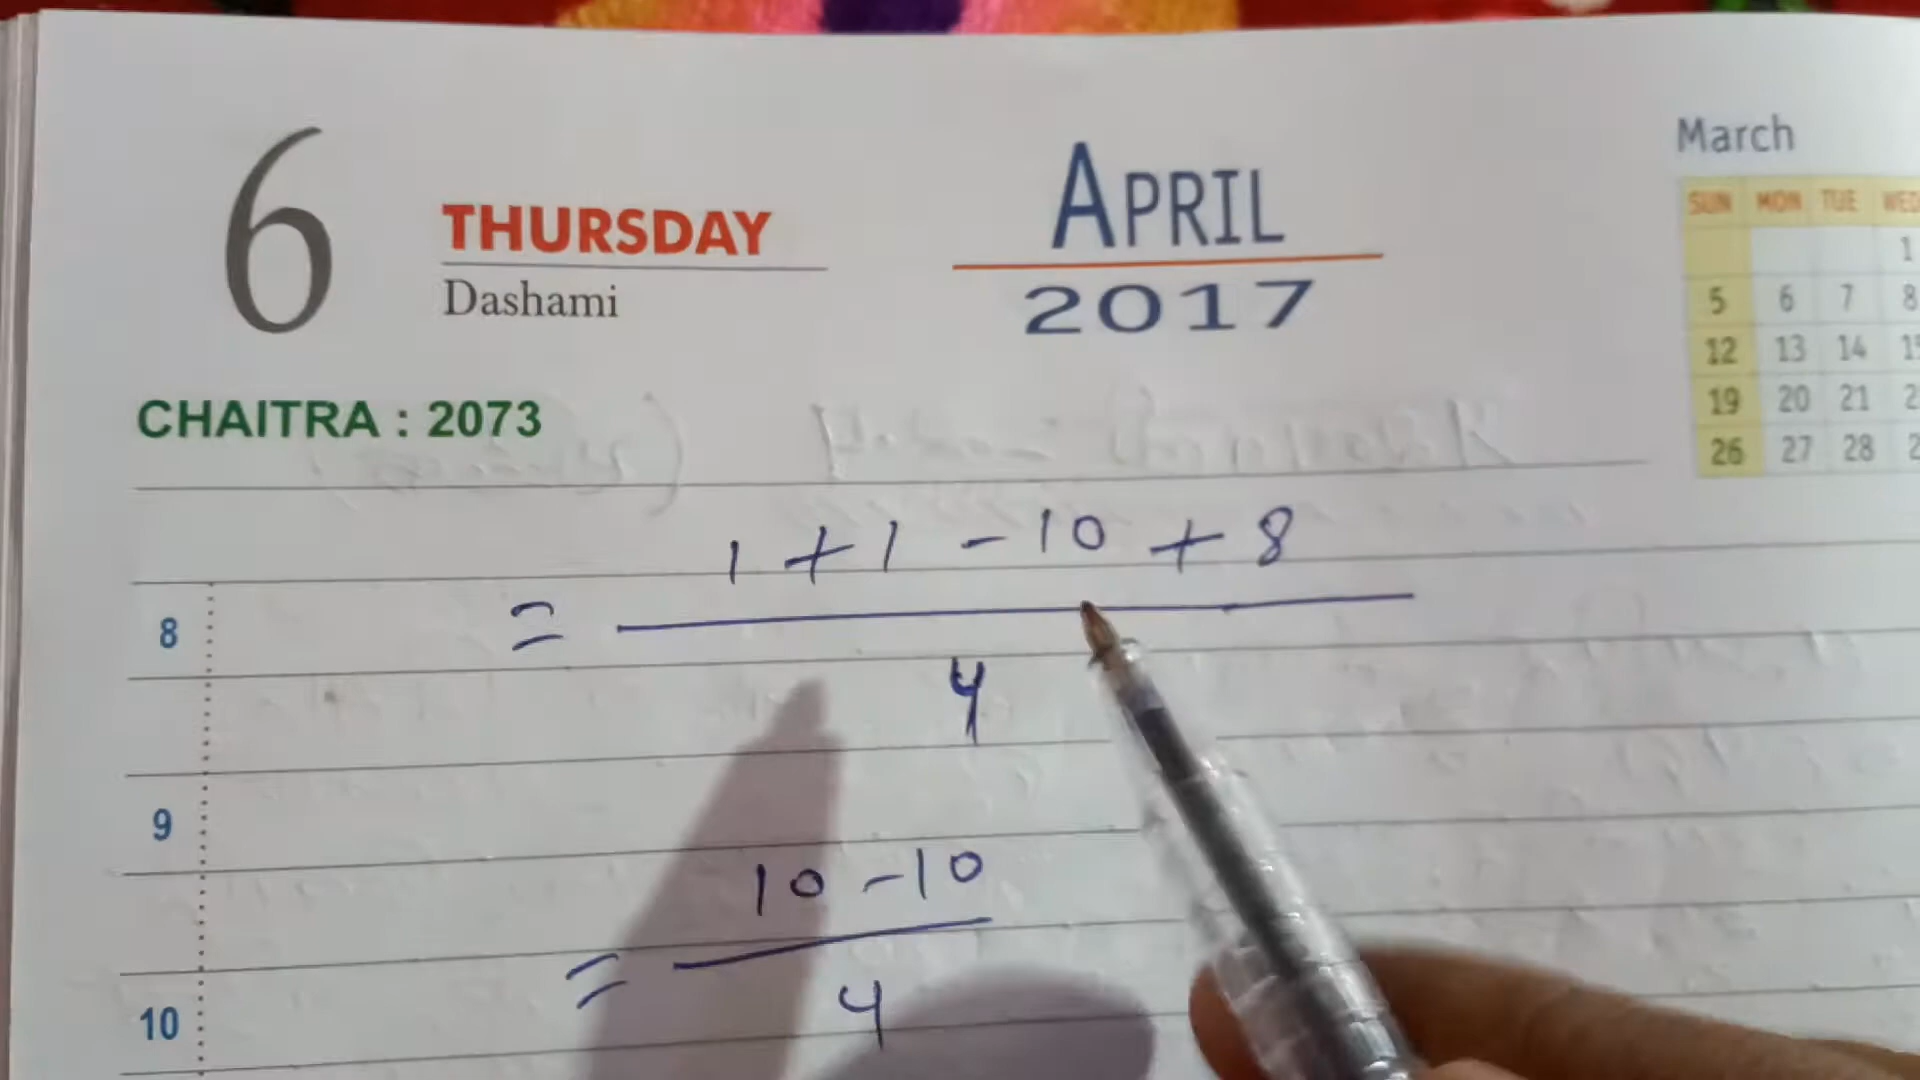 6 THURSDAY APRIL March
Dashami 2017
SUN MON TUE WED
1
5 6 7 8
12 13 14
19 20 21
26 27 28
CHAITRA : 2073
1 + 1 - 10 + 8
8 = ————
4
9
10 - 10
= ————
4
10